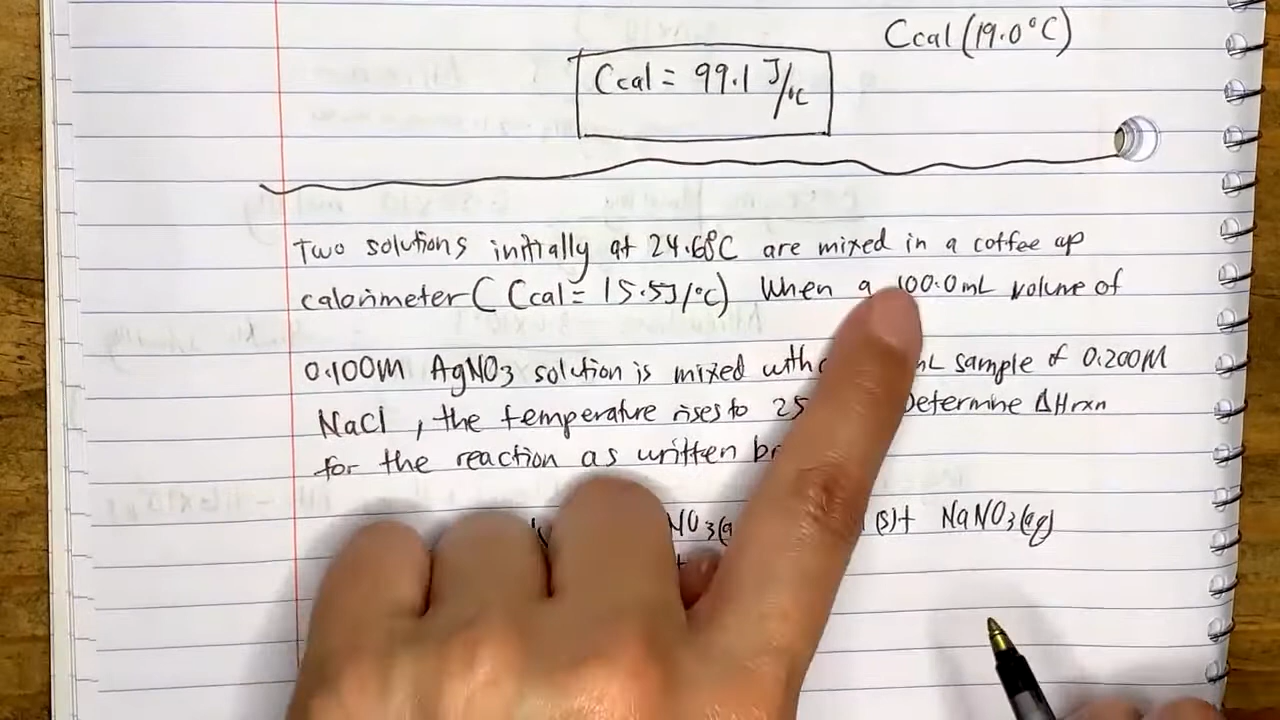 Ccal (19.0°C)
Ccal = 99.1 J/°C
Two solutions initially at 24.68°C are mixed in a coffee cup
calorimeter (Ccal = 15.5J/°C) When a 100.0mL volume of
0.100M AgNO3 solution is mixed with mL sample of 0.200M
NaCl, the temperature rises to 25 Determine ΔHrxn
for the reaction as written
NO3(a (s)+ NaNO3(aq)